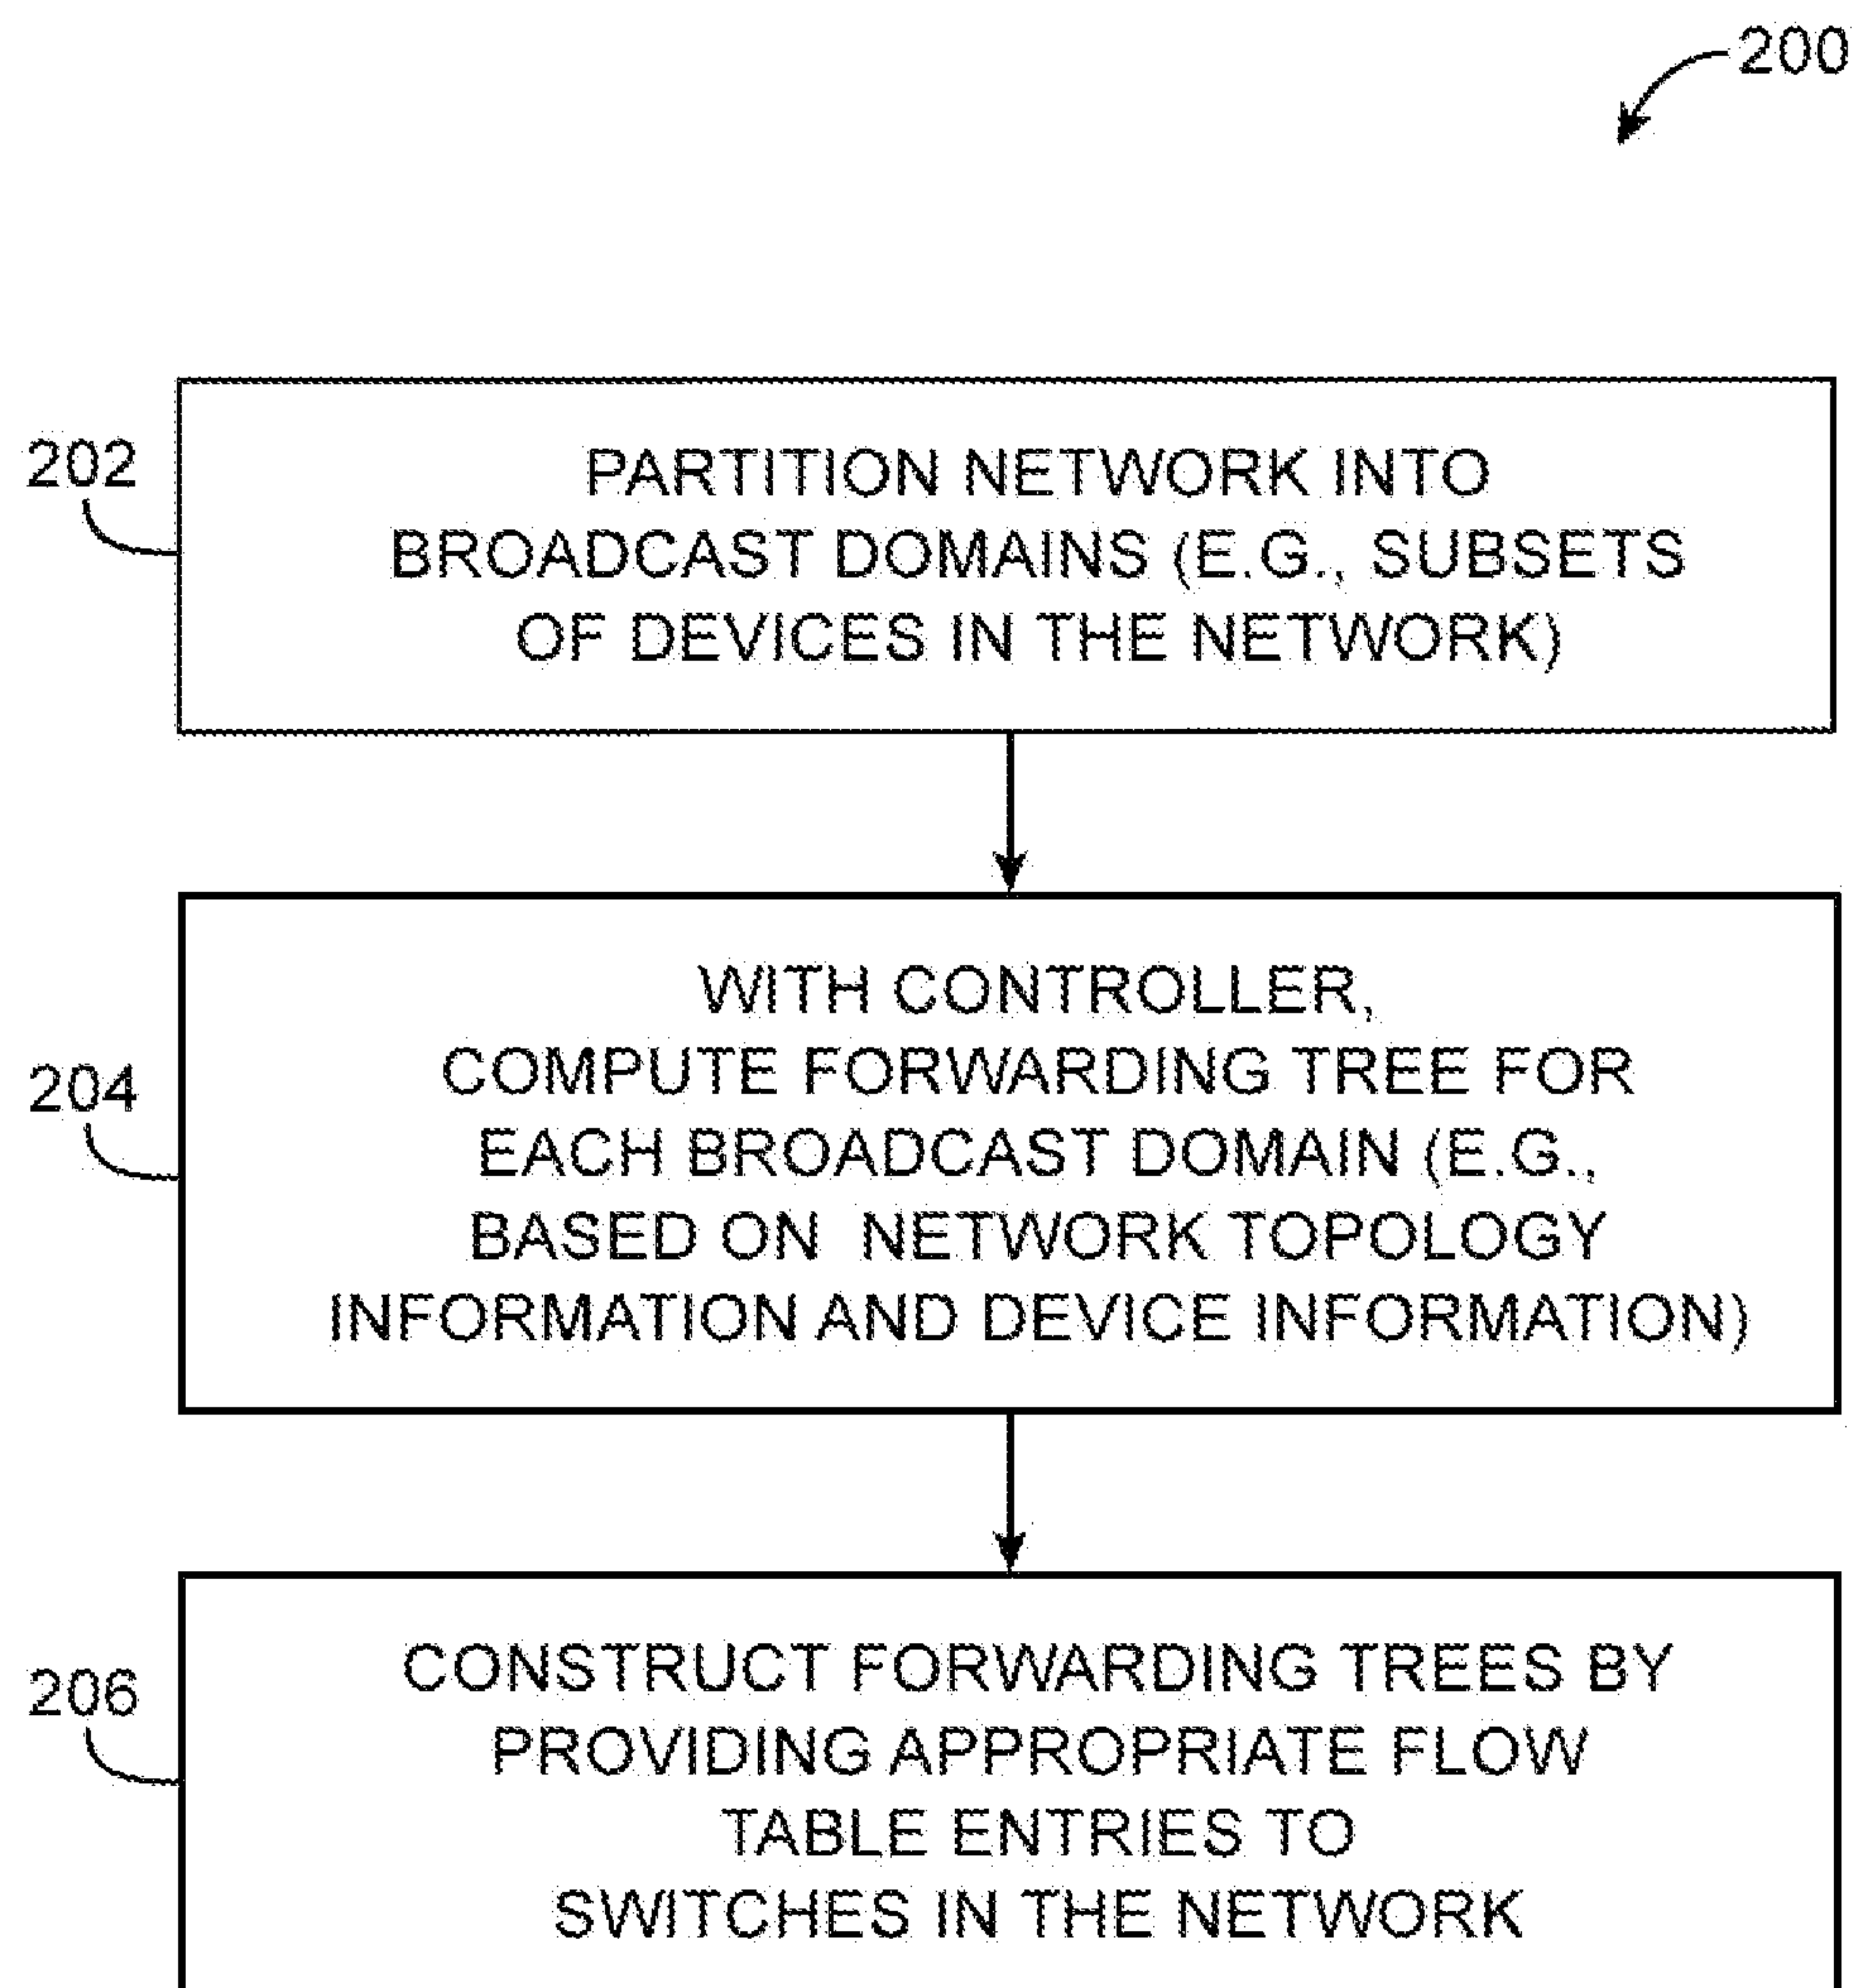 200
202
PARTITION NETWORK INTO
BROADCAST DOMAINS (E.G., SUBSETS
OF DEVICES IN THE NETWORK)
204
WITH CONTROLLER,
COMPUTE FORWARDING TREE FOR
EACH BROADCAST DOMAIN (E.G.,
BASED ON NETWORK TOPOLOGY
INFORMATION AND DEVICE INFORMATION)
206
CONSTRUCT FORWARDING TREES BY
PROVIDING APPROPRIATE FLOW
TABLE ENTRIES TO
SWITCHES IN THE NETWORK